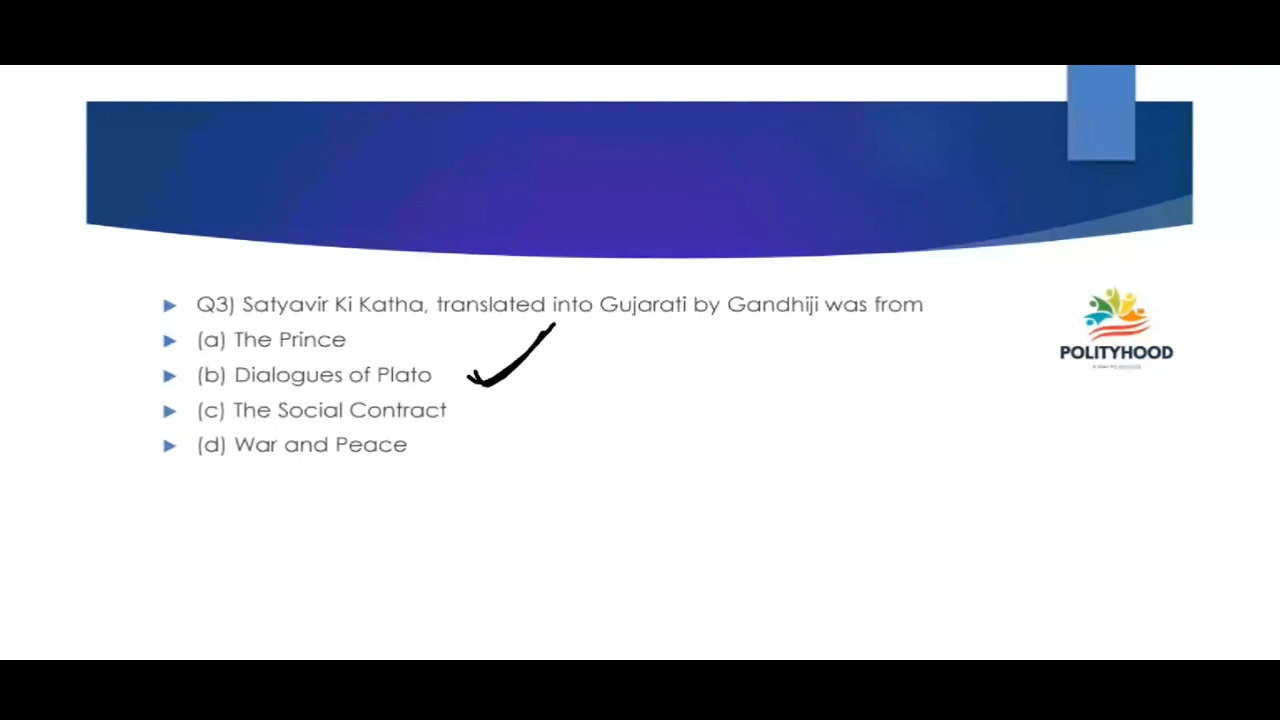 Q3) Satyavir Ki Katha, translated into Gujarati by Gandhiji was from
(a) The Prince
(b) Dialogues of Plato
(c) The Social Contract
(d) War and Peace
POLITYHOOD